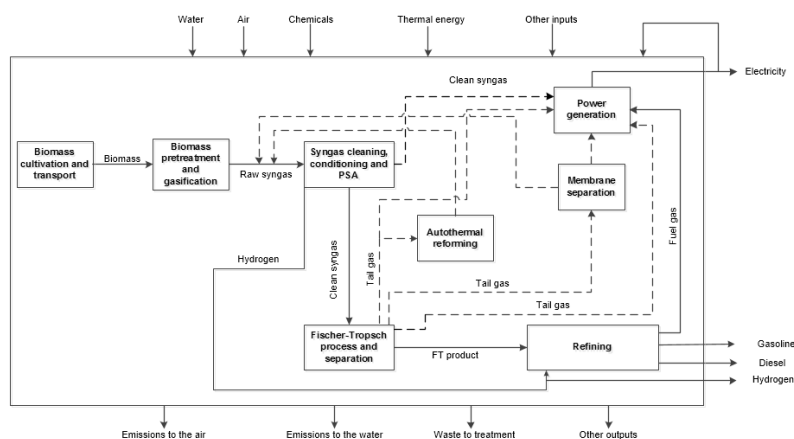 Water
Air
Chemicals
Thermal energy
Other inputs
Clean syngas
Electricity
Power
generation
Biomass
cultivation and
transport
Biomass
Biomass
pretreatment
and
gasification
Raw syngas
Syngas cleaning,
conditioning and
PSA
Membrane
separation
Autothermal
reforming
Fuel gas
Hydrogen
Clean syngas
Tail gas
Tail gas
Tail gas
Fischer-Tropsch
process and
separation
FT product
Refining
Gasoline
Diesel
Hydrogen
Emissions to the air
Emissions to the water
Waste to treatment
Other outputs